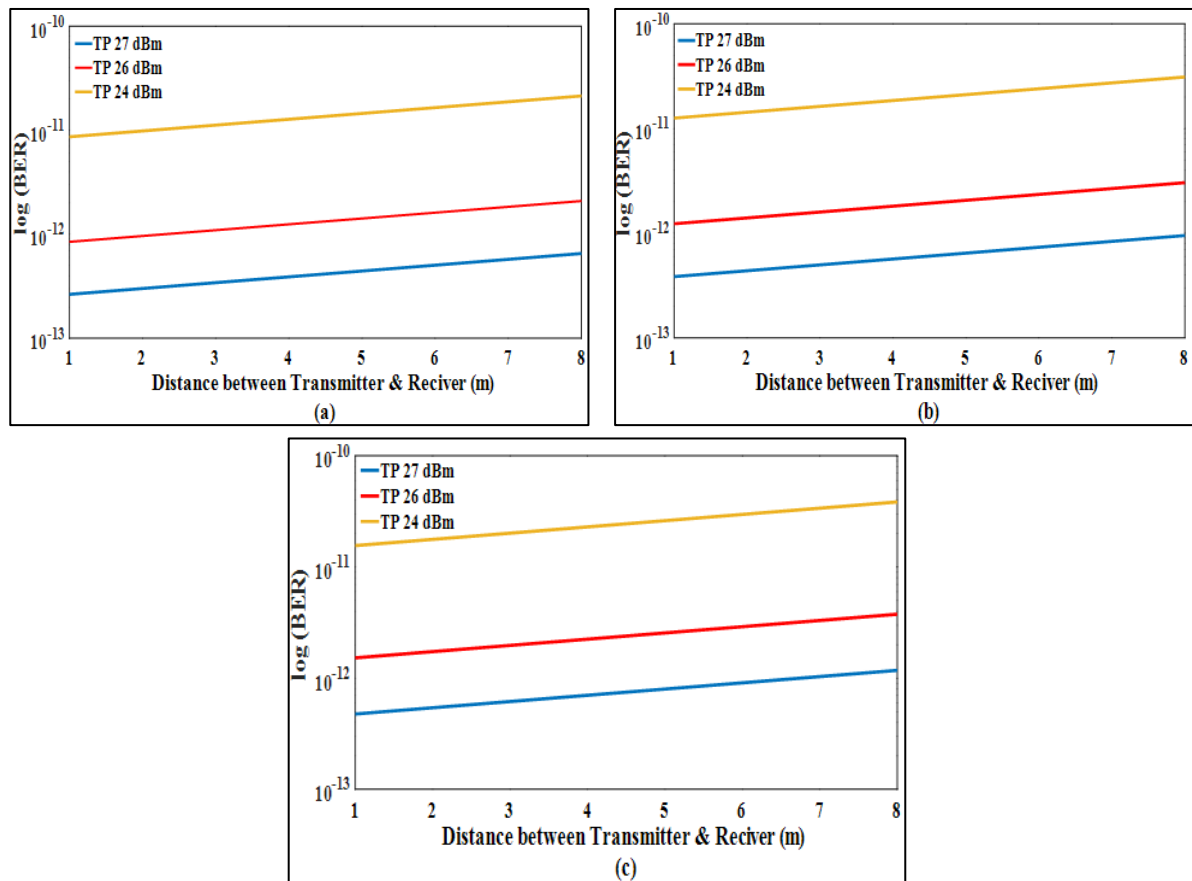 10-10
TP 27 dBm
TP 26 dBm
TP 24 dBm
10-11
log (BER)
10-12
10-13
1 2 3 4 5 6 7 8
Distance between Transmitter & Reciver (m)
(a)
10-10
TP 27 dBm
TP 26 dBm
TP 24 dBm
10-11
log (BER)
10-12
10-13
1 2 3 4 5 6 7 8
Distance between Transmitter & Reciver (m)
(b)
10-10
TP 27 dBm
TP 26 dBm
TP 24 dBm
10-11
log (BER)
10-12
10-13
1 2 3 4 5 6 7 8
Distance between Transmitter & Reciver (m)
(c)